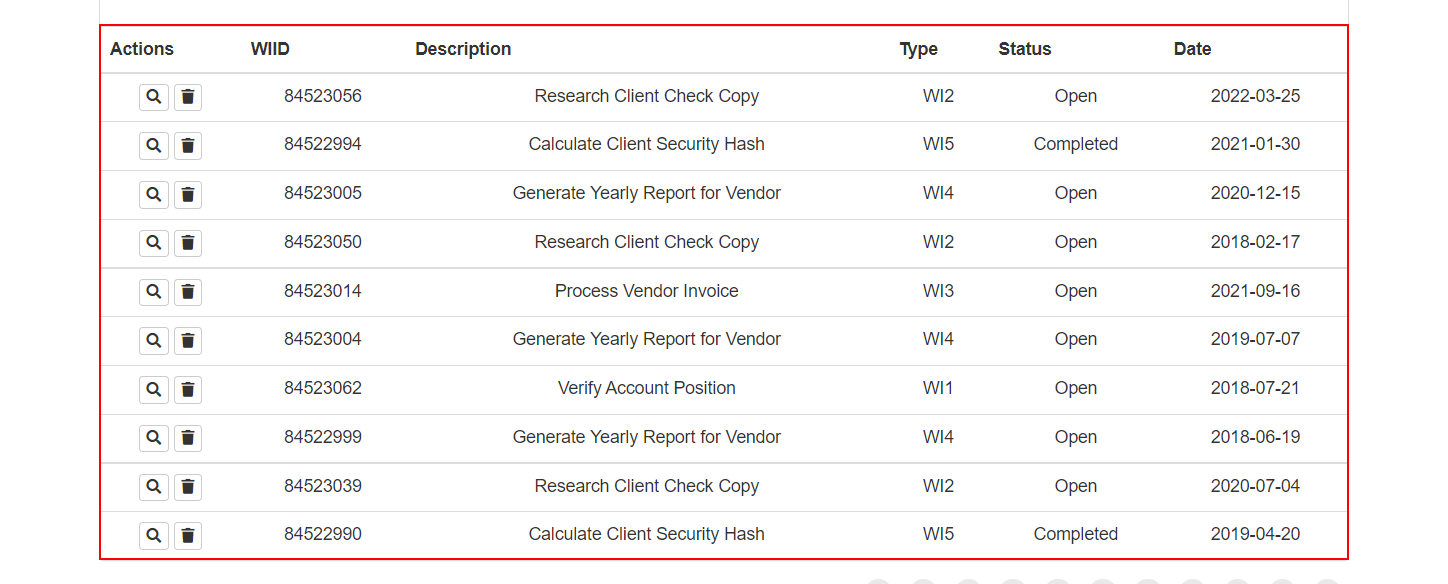 Actions WIID Description Type Status Date
84523056 Research Client Check Copy WI2 Open 2022-03-25
84522994 Calculate Client Security Hash WI5 Completed 2021-01-30
84523005 Generate Yearly Report for Vendor WI4 Open 2020-12-15
84523050 Research Client Check Copy WI2 Open 2018-02-17
84523014 Process Vendor Invoice WI3 Open 2021-09-16
84523004 Generate Yearly Report for Vendor WI4 Open 2019-07-07
84523062 Verify Account Position WI1 Open 2018-07-21
84522999 Generate Yearly Report for Vendor WI4 Open 2018-06-19
84523039 Research Client Check Copy WI2 Open 2020-07-04
84522990 Calculate Client Security Hash WI5 Completed 2019-04-20